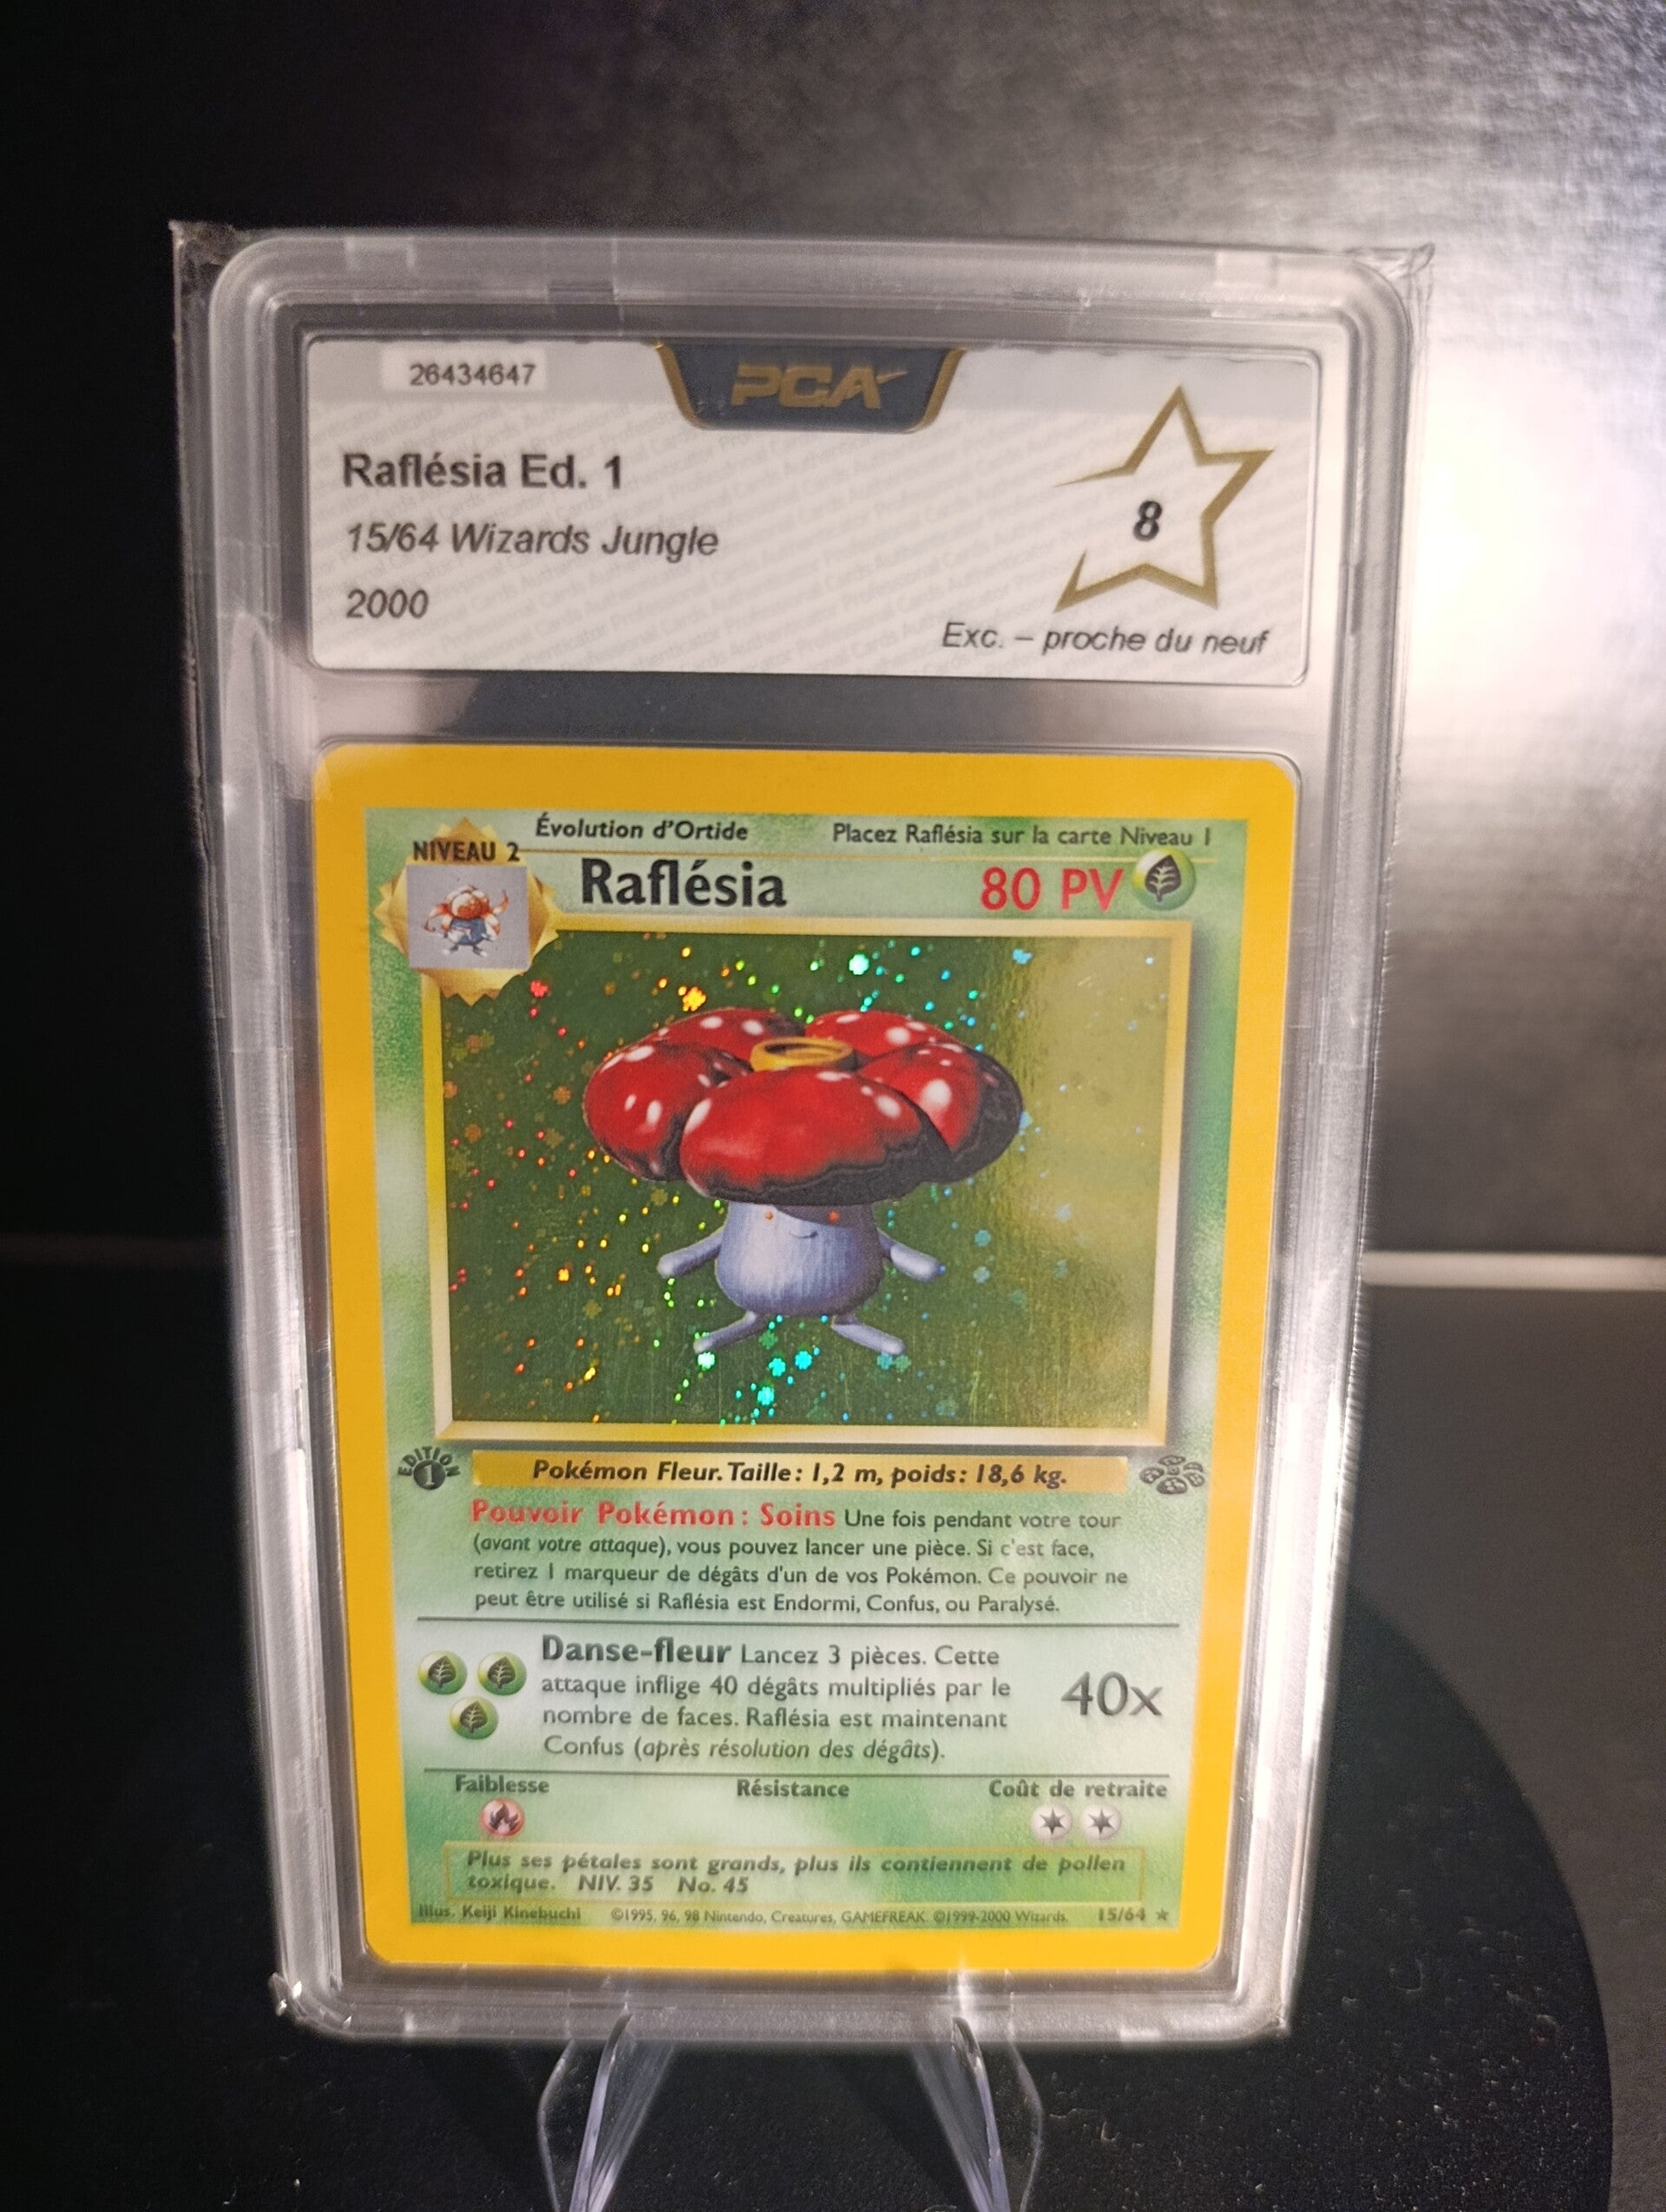 26434647
PCA
Raflésia Ed. 1
15/64 Wizards Jungle
2000
8
Exc. – proche du neuf
Évolution d'Ortide
Placez Raflésia sur la carte Niveau 1
NIVEAU 2
Raflésia
80 PV
EDITION
1
Pokémon Fleur. Taille : 1,2 m, poids : 18,6 kg.
Pouvoir Pokémon : Soins Une fois pendant votre tour
(avant votre attaque), vous pouvez lancer une pièce. Si c'est face,
retirez 1 marqueur de dégâts d'un de vos Pokémon. Ce pouvoir ne
peut être utilisé si Raflésia est Endormi, Confus, ou Paralysé.
Danse-fleur Lancez 3 pièces. Cette
attaque inflige 40 dégâts multipliés par le
nombre de faces. Raflésia est maintenant
Confus (après résolution des dégâts).
40x
Faiblesse
Résistance
Coût de retraite
Plus ses pétales sont grands, plus ils contiennent de pollen
toxique. NIV. 35 No. 45
Illus. Keiji Kinebuchi
©1995, 96, 98 Nintendo, Creatures, GAMEFREAK. ©1999-2000 Wizards.
15/64 ★